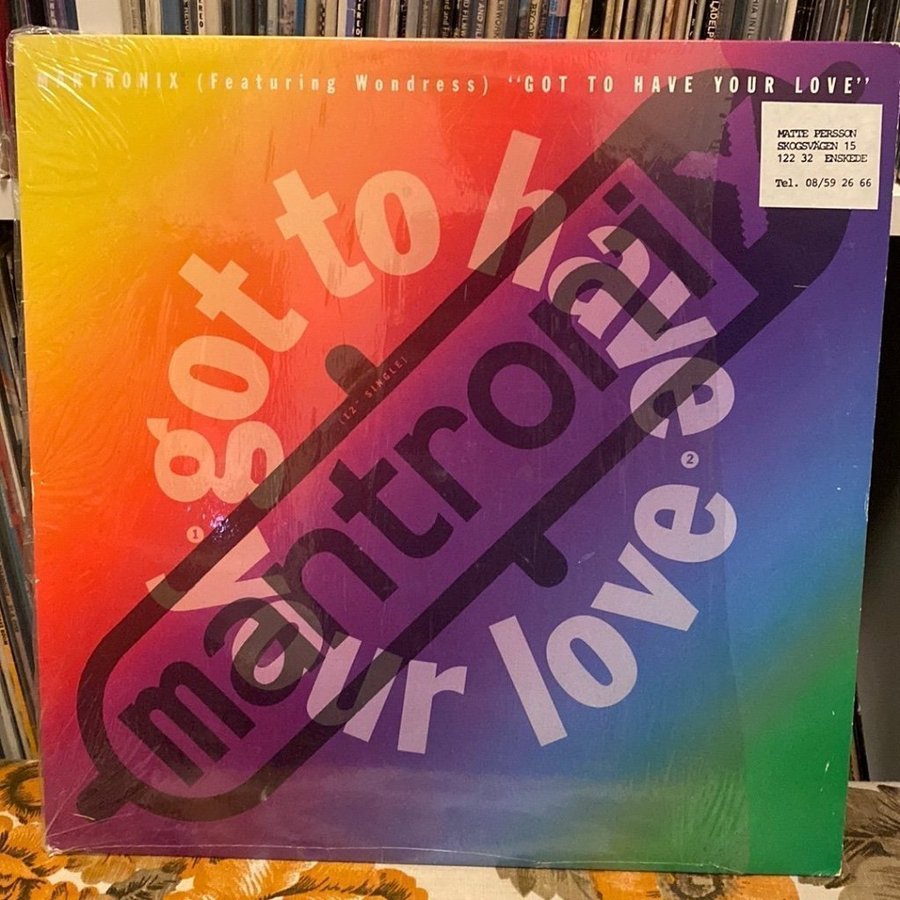 MANTRONIX (Featuring Wondress) "GOT TO HAVE YOUR LOVE"
MATTE PERSSON
SKOGSVÄGEN 15
122 32 ENSKEDE
Tel. 08/59 26 66
got to have
your love
(12" SINGLE)
mantronix
1
2